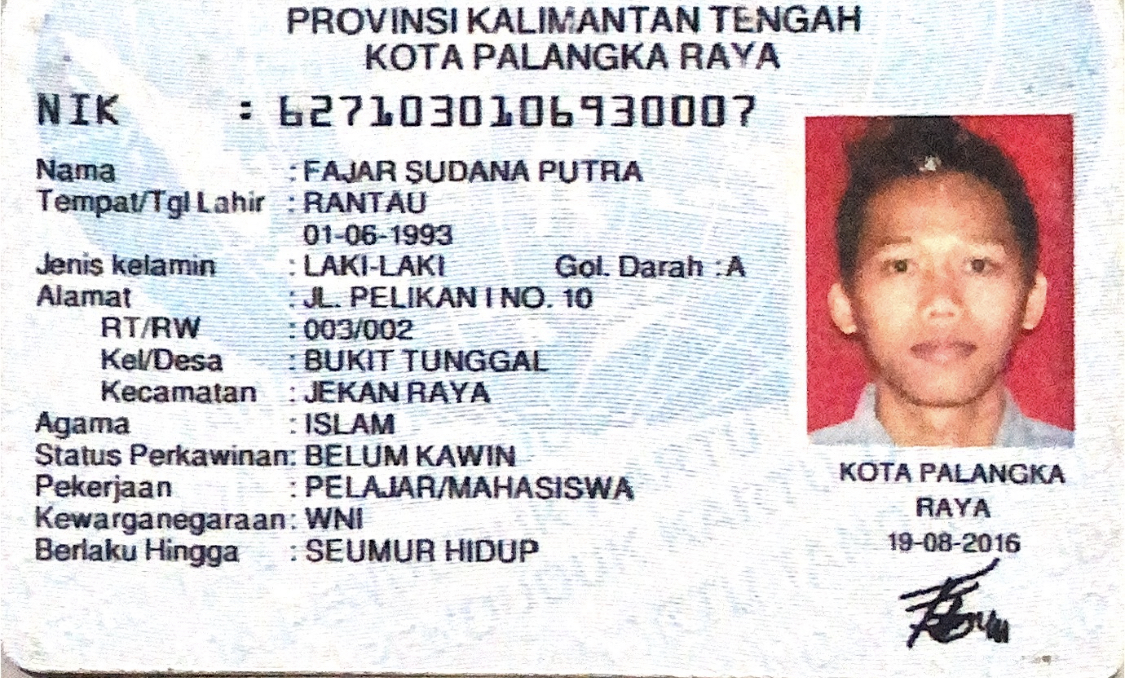 PROVINSI KALIMANTAN TENGAH
KOTA PALANGKA RAYA
NIK : 6271030106930007
Nama : FAJAR SUDANA PUTRA
Tempat/Tgl Lahir : RANTAU
01-06-1993
Jenis kelamin : LAKI-LAKI Gol. Darah : A
Alamat : JL. PELIKAN I NO. 10
RT/RW : 003/002
Kel/Desa : BUKIT TUNGGAL
Kecamatan : JEKAN RAYA
Agama : ISLAM
Status Perkawinan: BELUM KAWIN
Pekerjaan : PELAJAR/MAHASISWA
Kewarganegaraan: WNI
Berlaku Hingga : SEUMUR HIDUP
KOTA PALANGKA
RAYA
19-08-2016